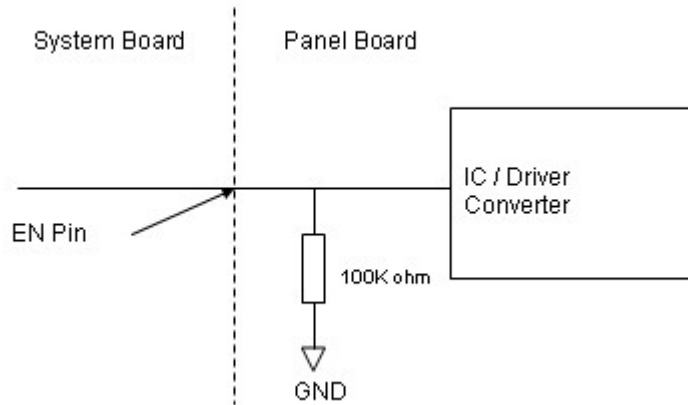 System Board
Panel Board
IC / Driver
Converter
EN Pin
100K ohm
GND